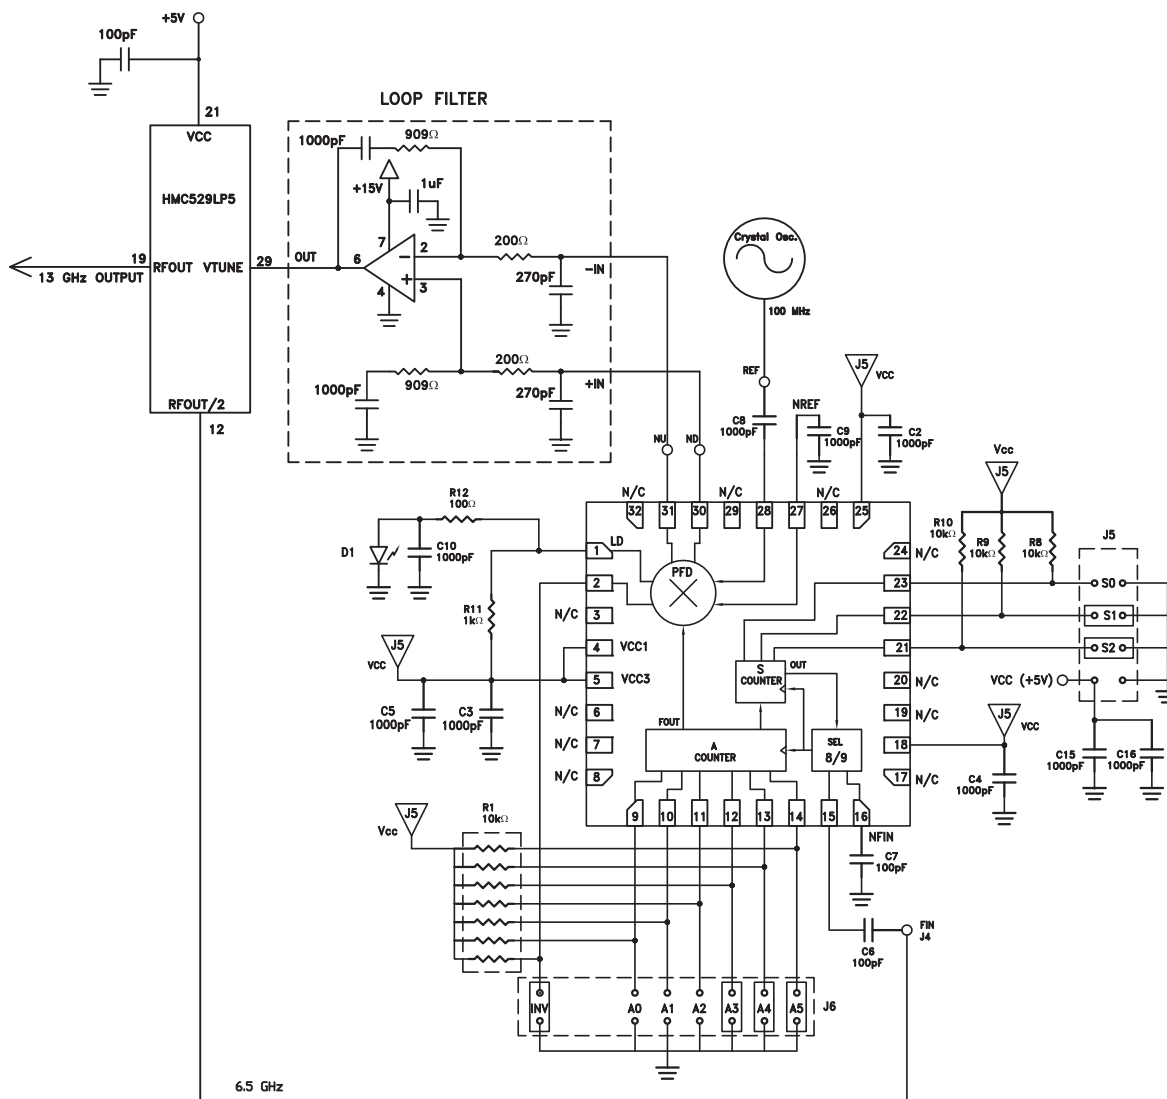 +5V
100pF
21
VCC
HMC529LP5
19
RFOUT VTUNE
29
13 GHz OUTPUT
RFOUT/2
12
LOOP FILTER
1000pF
909Ω
+15V
1uF
7
2
OUT
6
3
4
200Ω
270pF
-IN
200Ω
909Ω
1000pF
270pF
+IN
Crystal Osc.
100 MHz
REF
C8
1000pF
NREF
C9
1000pF
J5
VCC
C2
1000pF
NU
ND
Vcc
J5
R10
10kΩ
R9
10kΩ
R8
10kΩ
J5
S0
S1
S2
VCC (+5V)
N/C
32
31
30
N/C
29
28
27
N/C
26
25
R12
100Ω
D1
C10
1000pF
R11
1kΩ
J5
VCC
C5
1000pF
C3
1000pF
LD
1
2
N/C
3
4
VCC1
5
VCC3
N/C
6
N/C
7
N/C
8
PFD
S
COUNTER
OUT
FOUT
A
COUNTER
SEL
8/9
24
N/C
23
22
21
20
N/C
19
N/C
18
17
N/C
J5
VCC
C4
1000pF
C15
1000pF
C16
1000pF
9
10
11
12
13
14
15
16
NFIN
C7
100pF
J5
Vcc
R1
10kΩ
C6
100pF
FIN
J4
INV
A0
A1
A2
A3
A4
A5
J6
6.5 GHz